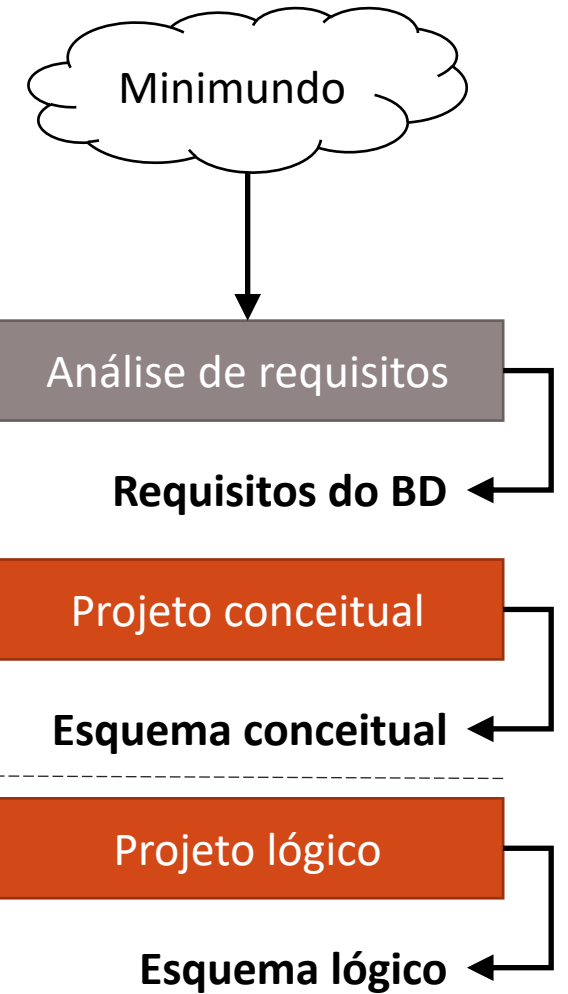 Minimundo
Análise de requisitos
Requisitos do BD
Projeto conceitual
Esquema conceitual
Projeto lógico
Esquema lógico